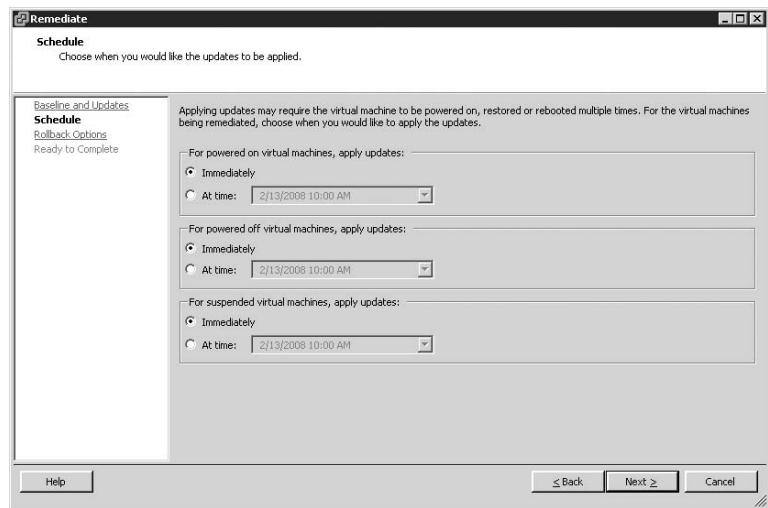 Remediate
Schedule
Choose when you would like the updates to be applied.
Baseline and Updates
Schedule
Rollback Options
Ready to Complete
Applying updates may require the virtual machine to be powered on, restored or rebooted multiple times. For the virtual machines
being remediated, choose when you would like to apply the updates.
For powered on virtual machines, apply updates:
Immediately
At time: 2/13/2008 10:00 AM
For powered off virtual machines, apply updates:
Immediately
At time: 2/13/2008 10:00 AM
For suspended virtual machines, apply updates:
Immediately
At time: 2/13/2008 10:00 AM
Help < Back Next > Cancel